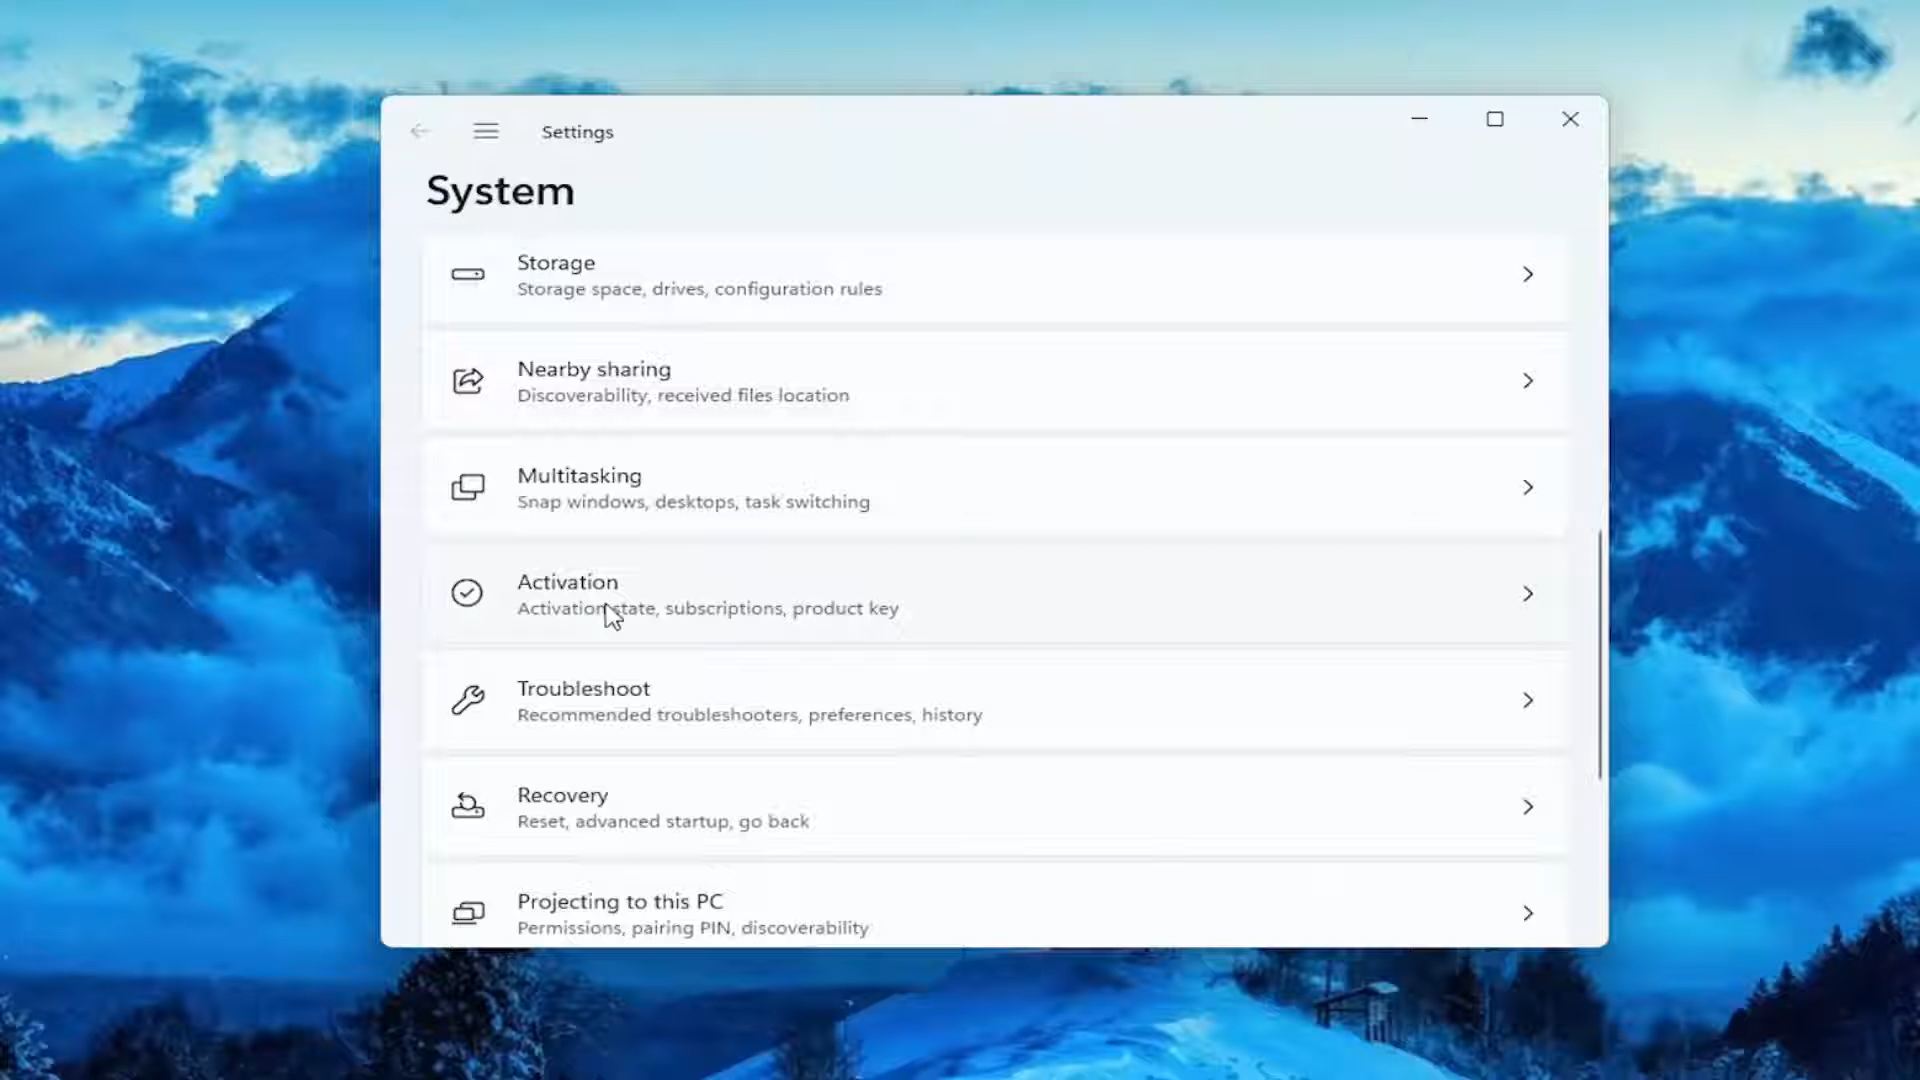 Settings
System
Storage
Storage space, drives, configuration rules
Nearby sharing
Discoverability, received files location
Multitasking
Snap windows, desktops, task switching
Activation
Activation state, subscriptions, product key
Troubleshoot
Recommended troubleshooters, preferences, history
Recovery
Reset, advanced startup, go back
Projecting to this PC
Permissions, pairing PIN, discoverability